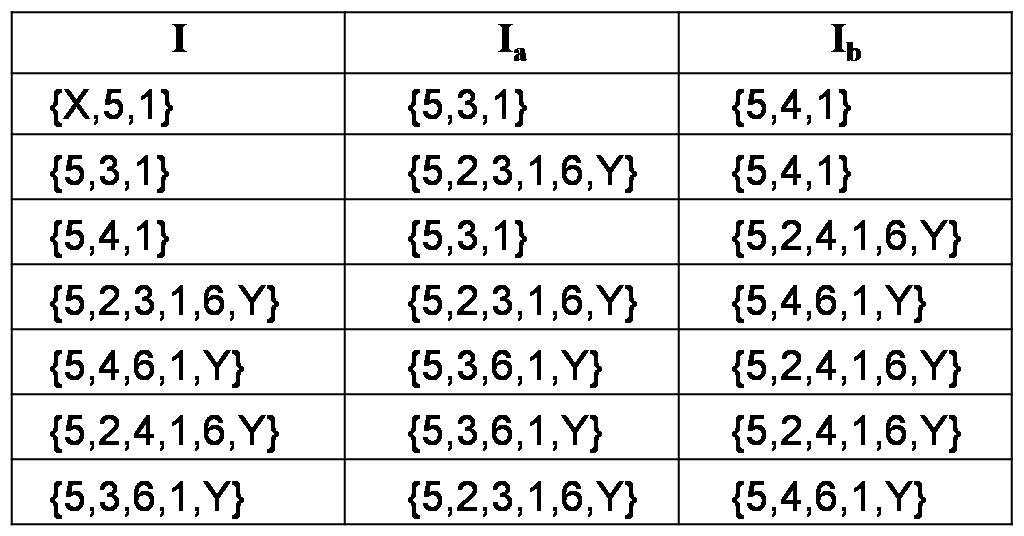 I Ia Ib
{X,5,1} {5,3,1} {5,4,1}
{5,3,1} {5,2,3,1,6,Y} {5,4,1}
{5,4,1} {5,3,1} {5,2,4,1,6,Y}
{5,2,3,1,6,Y} {5,2,3,1,6,Y} {5,4,6,1,Y}
{5,4,6,1,Y} {5,3,6,1,Y} {5,2,4,1,6,Y}
{5,2,4,1,6,Y} {5,3,6,1,Y} {5,2,4,1,6,Y}
{5,3,6,1,Y} {5,2,3,1,6,Y} {5,4,6,1,Y}